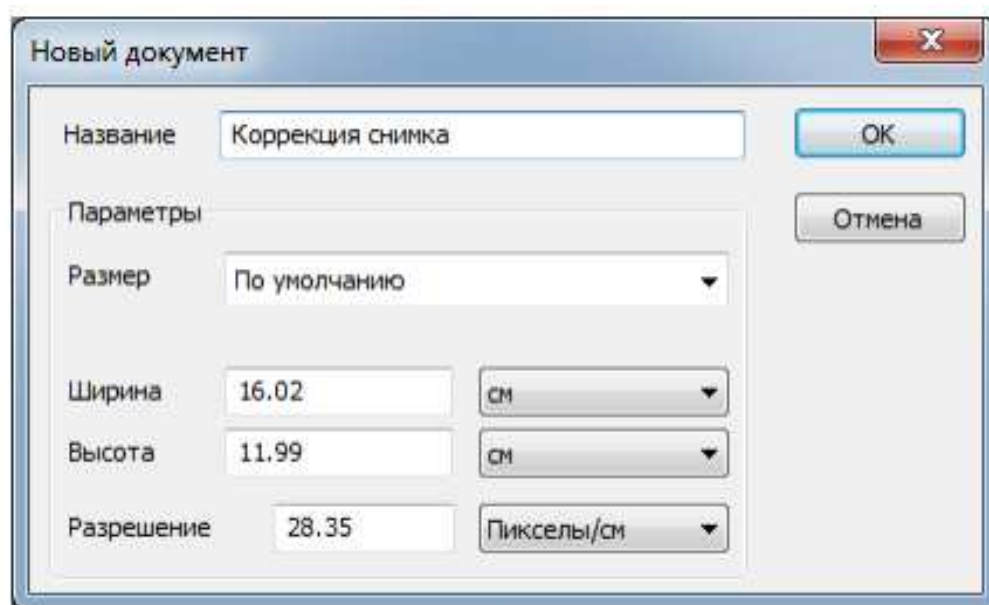 Новый документ
Название Коррекция снимка OK
Параметры Отмена
Размер По умолчанию
Ширина 16.02 см
Высота 11.99 см
Разрешение 28.35 Пикселы/см